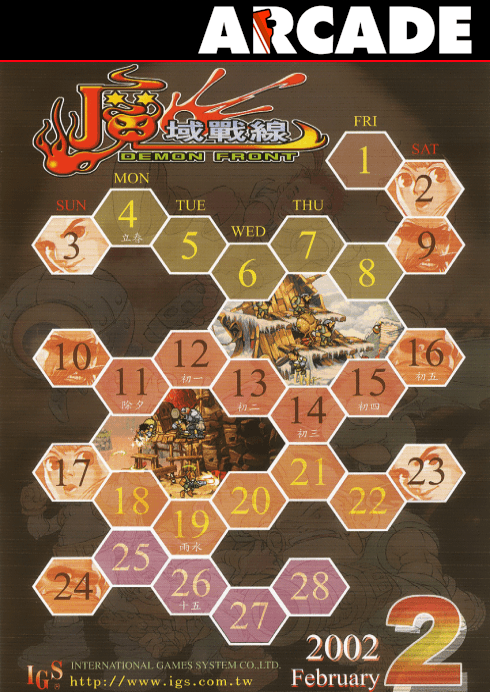 ARCADE
魔域戰線
DEMON FRONT
FRI
1
SAT
2
SUN
3
MON
4
立春
TUE
5
WED
6
THU
7
8
9
10
11
除夕
12
初一
13
初二
14
初三
15
初四
16
初五
17
18
19
雨水
20
21
22
23
24
25
26
十五
27
28
2002
February
2
IGS
INTERNATIONAL GAMES SYSTEM CO.,LTD.
http://www.igs.com.tw